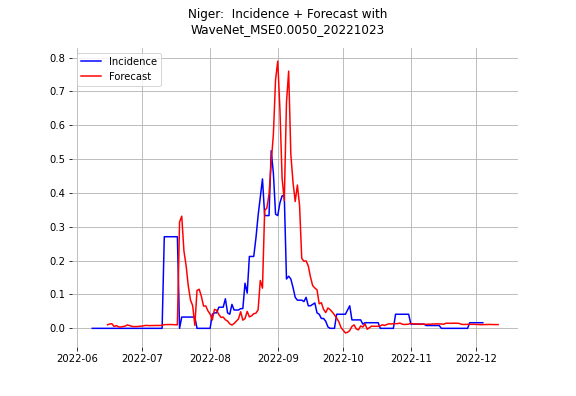 Niger:  Incidence + Forecast with
WaveNet_MSE0.0050_20221023
Incidence
Forecast
0.8
0.7
0.6
0.5
0.4
0.3
0.2
0.1
0.0
2022-06 2022-07 2022-08 2022-09 2022-10 2022-11 2022-12